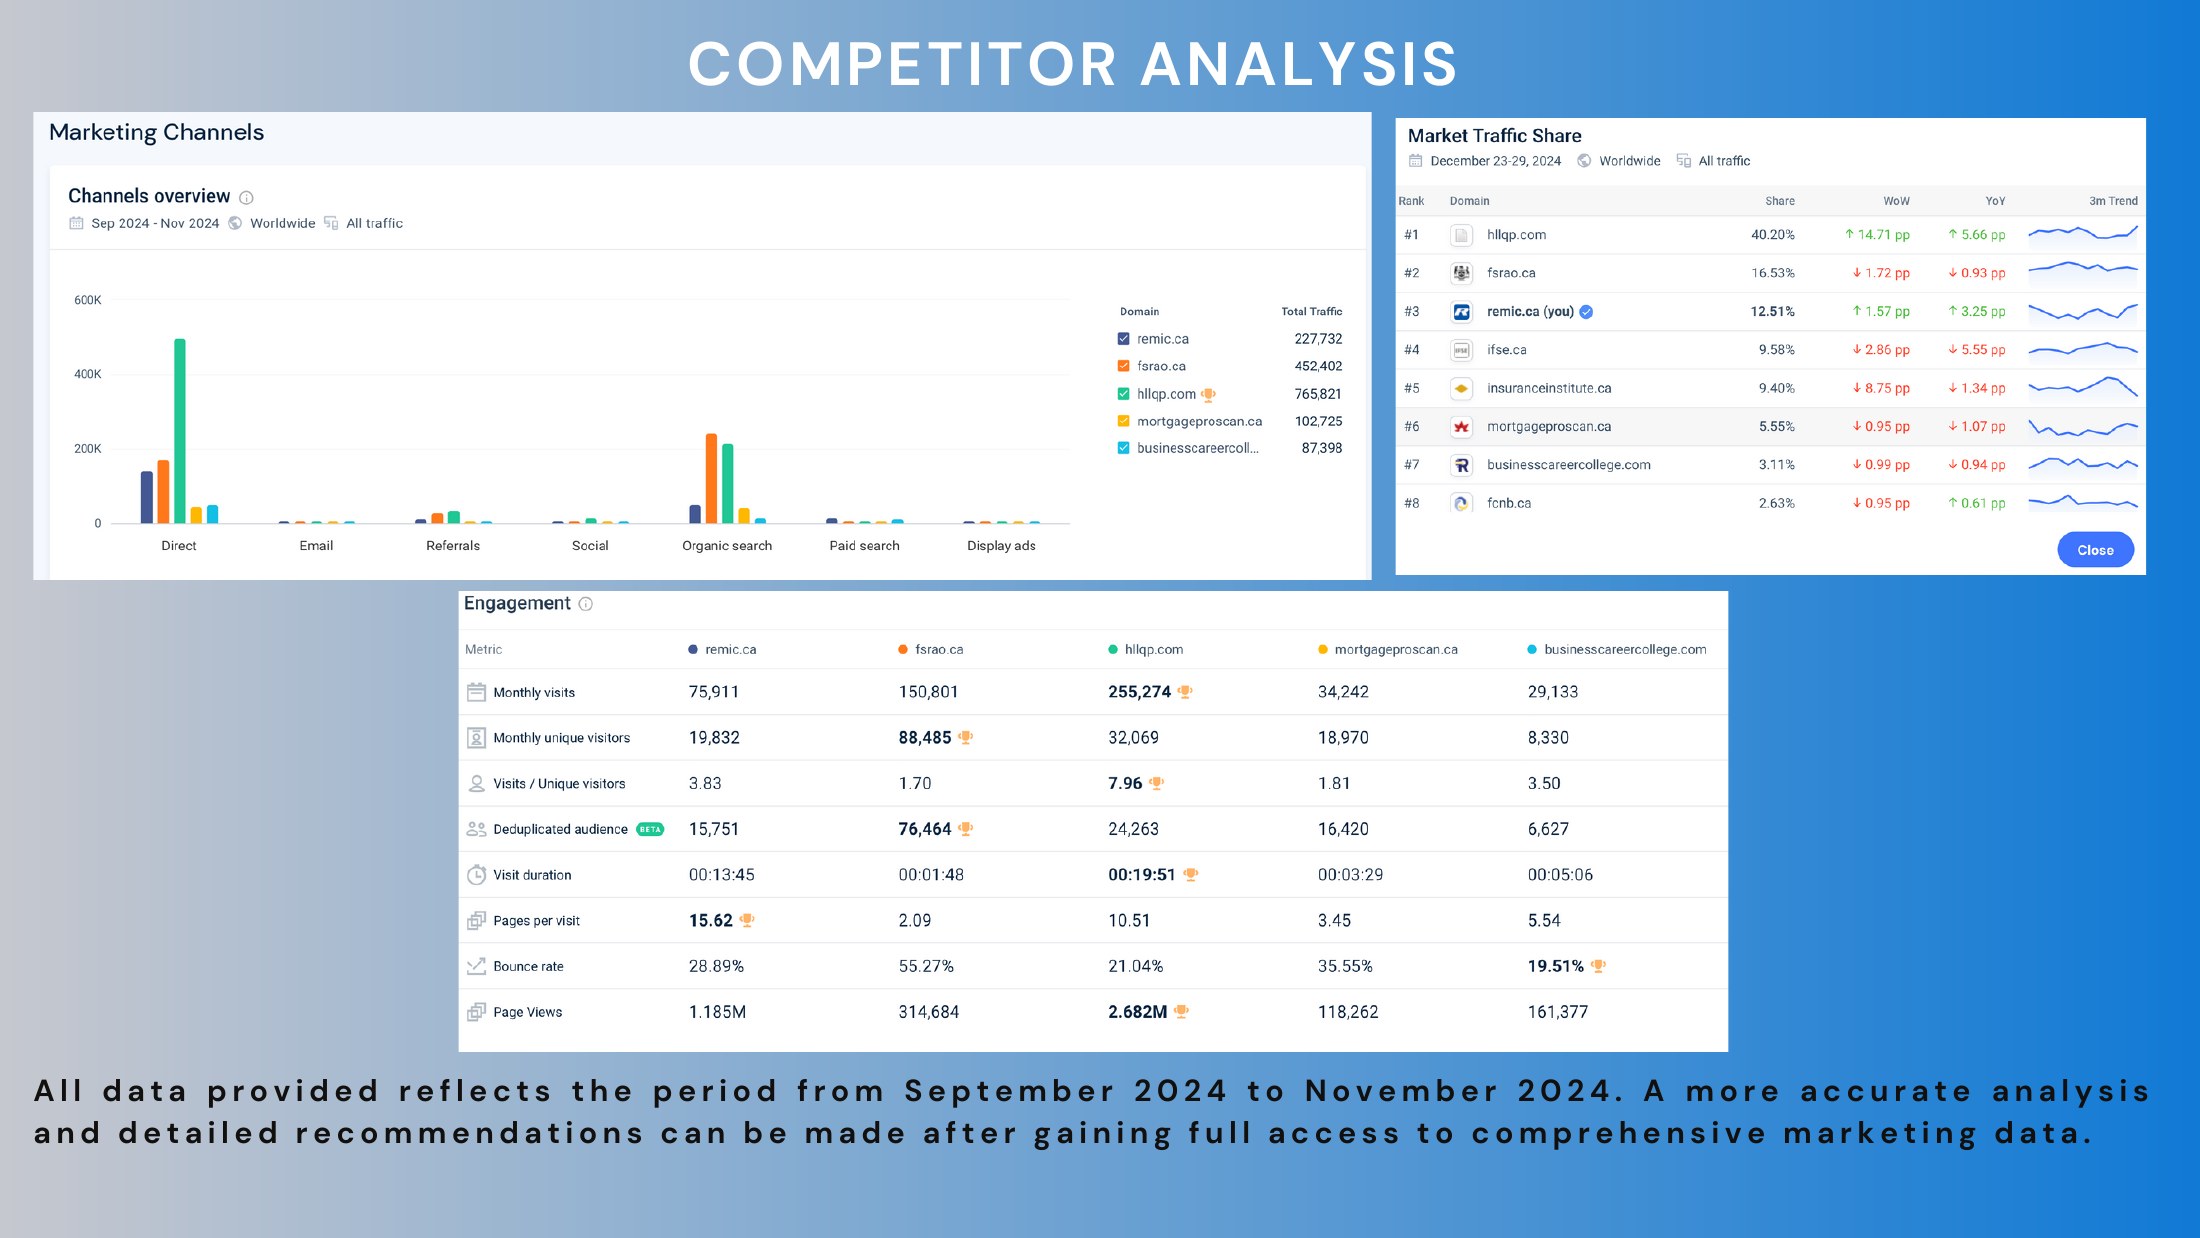 COMPETITOR ANALYSIS
Marketing Channels
Channels overview
Sep 2024 - Nov 2024 Worldwide All traffic
600K
400K
200K
0
Direct Email Referrals Social Organic search Paid search Display ads
Domain Total Traffic
remic.ca 227,732
fsrao.ca 452,402
hllqp.com 765,821
mortgageproscan.ca 102,725
businesscareercoll... 87,398
Market Traffic Share
December 23-29, 2024 Worldwide All traffic
Rank Domain Share WoW YoY 3m Trend
#1 hllqp.com 40.20% ↑ 14.71 pp ↑ 5.66 pp
#2 fsrao.ca 16.53% ↓ 1.72 pp ↓ 0.93 pp
#3 remic.ca (you) 12.51% ↑ 1.57 pp ↑ 3.25 pp
#4 IFSE ifse.ca 9.58% ↓ 2.86 pp ↓ 5.55 pp
#5 insuranceinstitute.ca 9.40% ↓ 8.75 pp ↓ 1.34 pp
#6 mortgageproscan.ca 5.55% ↓ 0.95 pp ↓ 1.07 pp
#7 businesscareercollege.com 3.11% ↓ 0.99 pp ↓ 0.94 pp
#8 fcnb.ca 2.63% ↓ 0.95 pp ↑ 0.61 pp
Close
Engagement
Metric remic.ca fsrao.ca hllqp.com mortgageproscan.ca businesscareercollege.com
Monthly visits 75,911 150,801 255,274 34,242 29,133
Monthly unique visitors 19,832 88,485 32,069 18,970 8,330
Visits / Unique visitors 3.83 1.70 7.96 1.81 3.50
Deduplicated audience BETA 15,751 76,464 24,263 16,420 6,627
Visit duration 00:13:45 00:01:48 00:19:51 00:03:29 00:05:06
Pages per visit 15.62 2.09 10.51 3.45 5.54
Bounce rate 28.89% 55.27% 21.04% 35.55% 19.51%
Page Views 1.185M 314,684 2.682M 118,262 161,377
All data provided reflects the period from September 2024 to November 2024. A more accurate analysis
and detailed recommendations can be made after gaining full access to comprehensive marketing data.